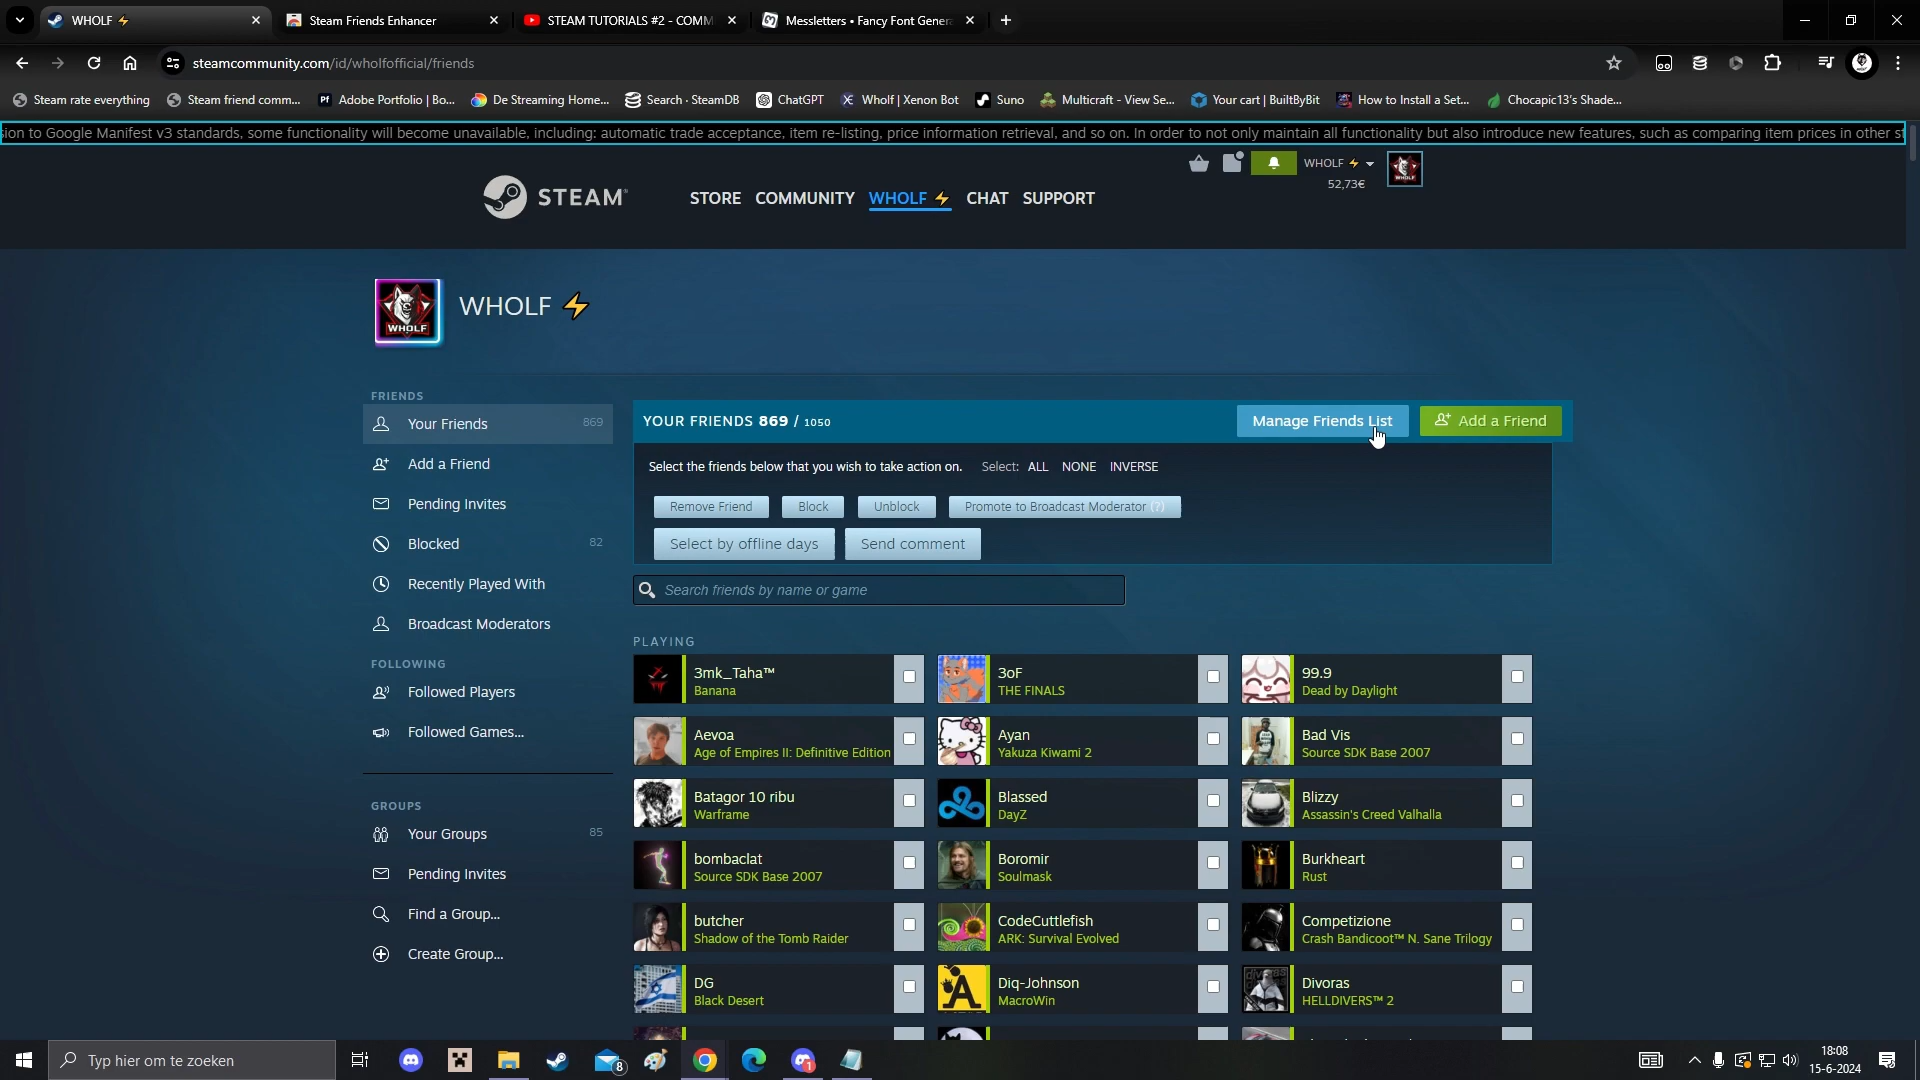 WHOLF⚡
Steam Friends Enhancer
STEAM TUTORIALS #2 - COMM
Messletters • Fancy Font Genera
steamcommunity.com/id/wholfofficial/friends
Steam rate everything
Steam friend comm...
Adobe Portfolio | Bo...
De Streaming Home...
Search · SteamDB
ChatGPT
Wholf | Xenon Bot
Suno
Multicraft - View Se...
Your cart | BuiltByBit
How to Install a Set...
Chocapic13's Shade...
sion to Google Manifest v3 standards, some functionality will become unavailable, including: automatic trade acceptance, item re-listing, price information retrieval, and so on. In order to not only maintain all functionality but also introduce new features, such as comparing item prices in other st
WHOLF ⚡
52,73€
STEAM®
STORE COMMUNITY WHOLF ⚡ CHAT SUPPORT
WHOLF
WHOLF ⚡
FRIENDS
Your Friends 869
Add a Friend
Pending Invites
Blocked 82
Recently Played With
Broadcast Moderators
FOLLOWING
Followed Players
Followed Games...
GROUPS
Your Groups 85
Pending Invites
Find a Group...
Create Group...
YOUR FRIENDS 869 / 1050
Manage Friends List
Add a Friend
Select the friends below that you wish to take action on. Select: ALL NONE INVERSE
Remove Friend
Block
Unblock
Promote to Broadcast Moderator (?)
Select by offline days
Send comment
Search friends by name or game
PLAYING
3mk_Taha™
Banana
3oF
THE FINALS
99.9
Dead by Daylight
Aevoa
Age of Empires II: Definitive Edition
Ayan
Yakuza Kiwami 2
Bad Vis
Source SDK Base 2007
Batagor 10 ribu
Warframe
Blassed
DayZ
Blizzy
Assassin's Creed Valhalla
bombaclat
Source SDK Base 2007
Boromir
Soulmask
Burkheart
Rust
butcher
Shadow of the Tomb Raider
CodeCuttlefish
ARK: Survival Evolved
Competizione
Crash Bandicoot™ N. Sane Trilogy
DG
Black Desert
Diq-Johnson
MacroWin
Divoras
HELLDIVERS™ 2
Typ hier om te zoeken
8
1
18:08
15-6-2024